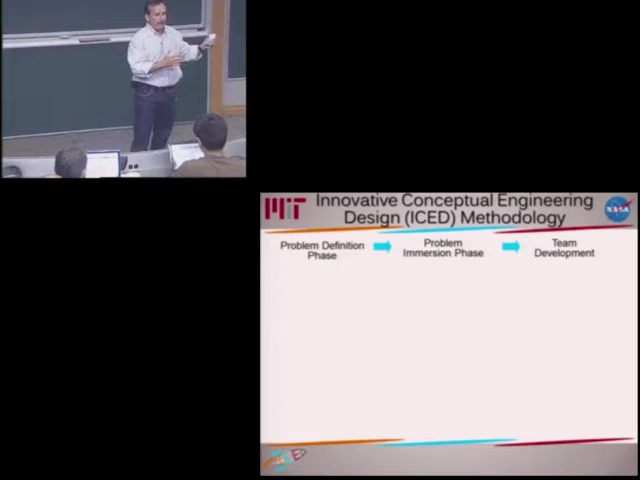 MIT
Innovative Conceptual Engineering
Design (ICED) Methodology
NASA
Problem Definition
Phase
Problem
Immersion Phase
Team
Development